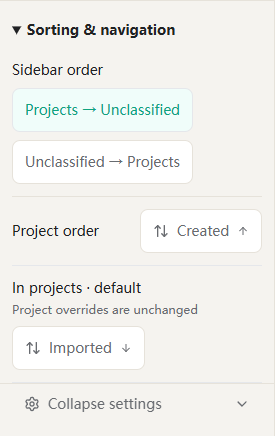 Sorting & navigation
Sidebar order
Projects → Unclassified
Unclassified → Projects
Project order
Created ↑
In projects · default
Project overrides are unchanged
Imported ↓
Collapse settings